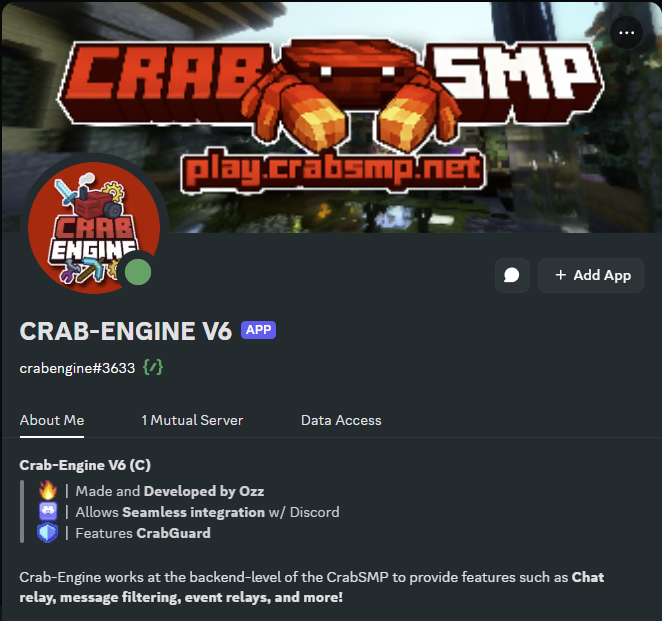 CRAB SMP
play.crabsmp.net
CRAB
ENGINE
+ Add App
CRAB-ENGINE V6 APP
crabengine#3633 {/}
About Me 1 Mutual Server Data Access
Crab-Engine V6 (C)
| Made and Developed by Ozz
| Allows Seamless integration w/ Discord
| Features CrabGuard
Crab-Engine works at the backend-level of the CrabSMP to provide features such as Chat
relay, message filtering, event relays, and more!